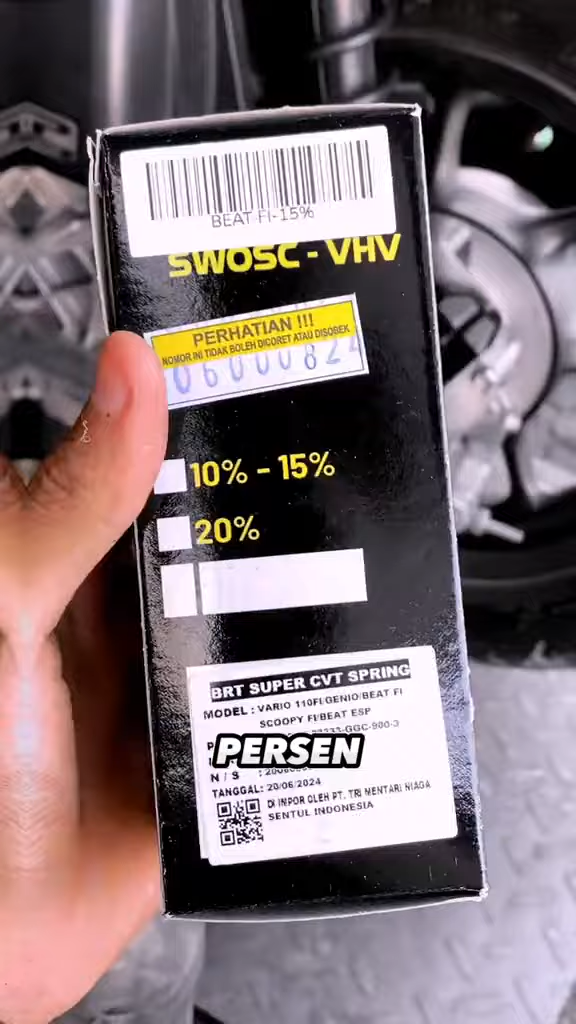 BEAT FI-15%
SWOSC - VHV
PERHATIAN !!!
NOMOR INI TIDAK BOLEH DICORET ATAU DISOBEK
0600082
10% - 15%
20%
BRT SUPER CVT SPRING
MODEL : VARIO 110FI/GENIO/BEAT FI
SCOOPY FI/BEAT ESP
PERSEN
N / S :
TANGGAL: 20/06/2024
DI IMPOR OLEH PT. TRI MENTARI NIAGA
SENTUL INDONESIA